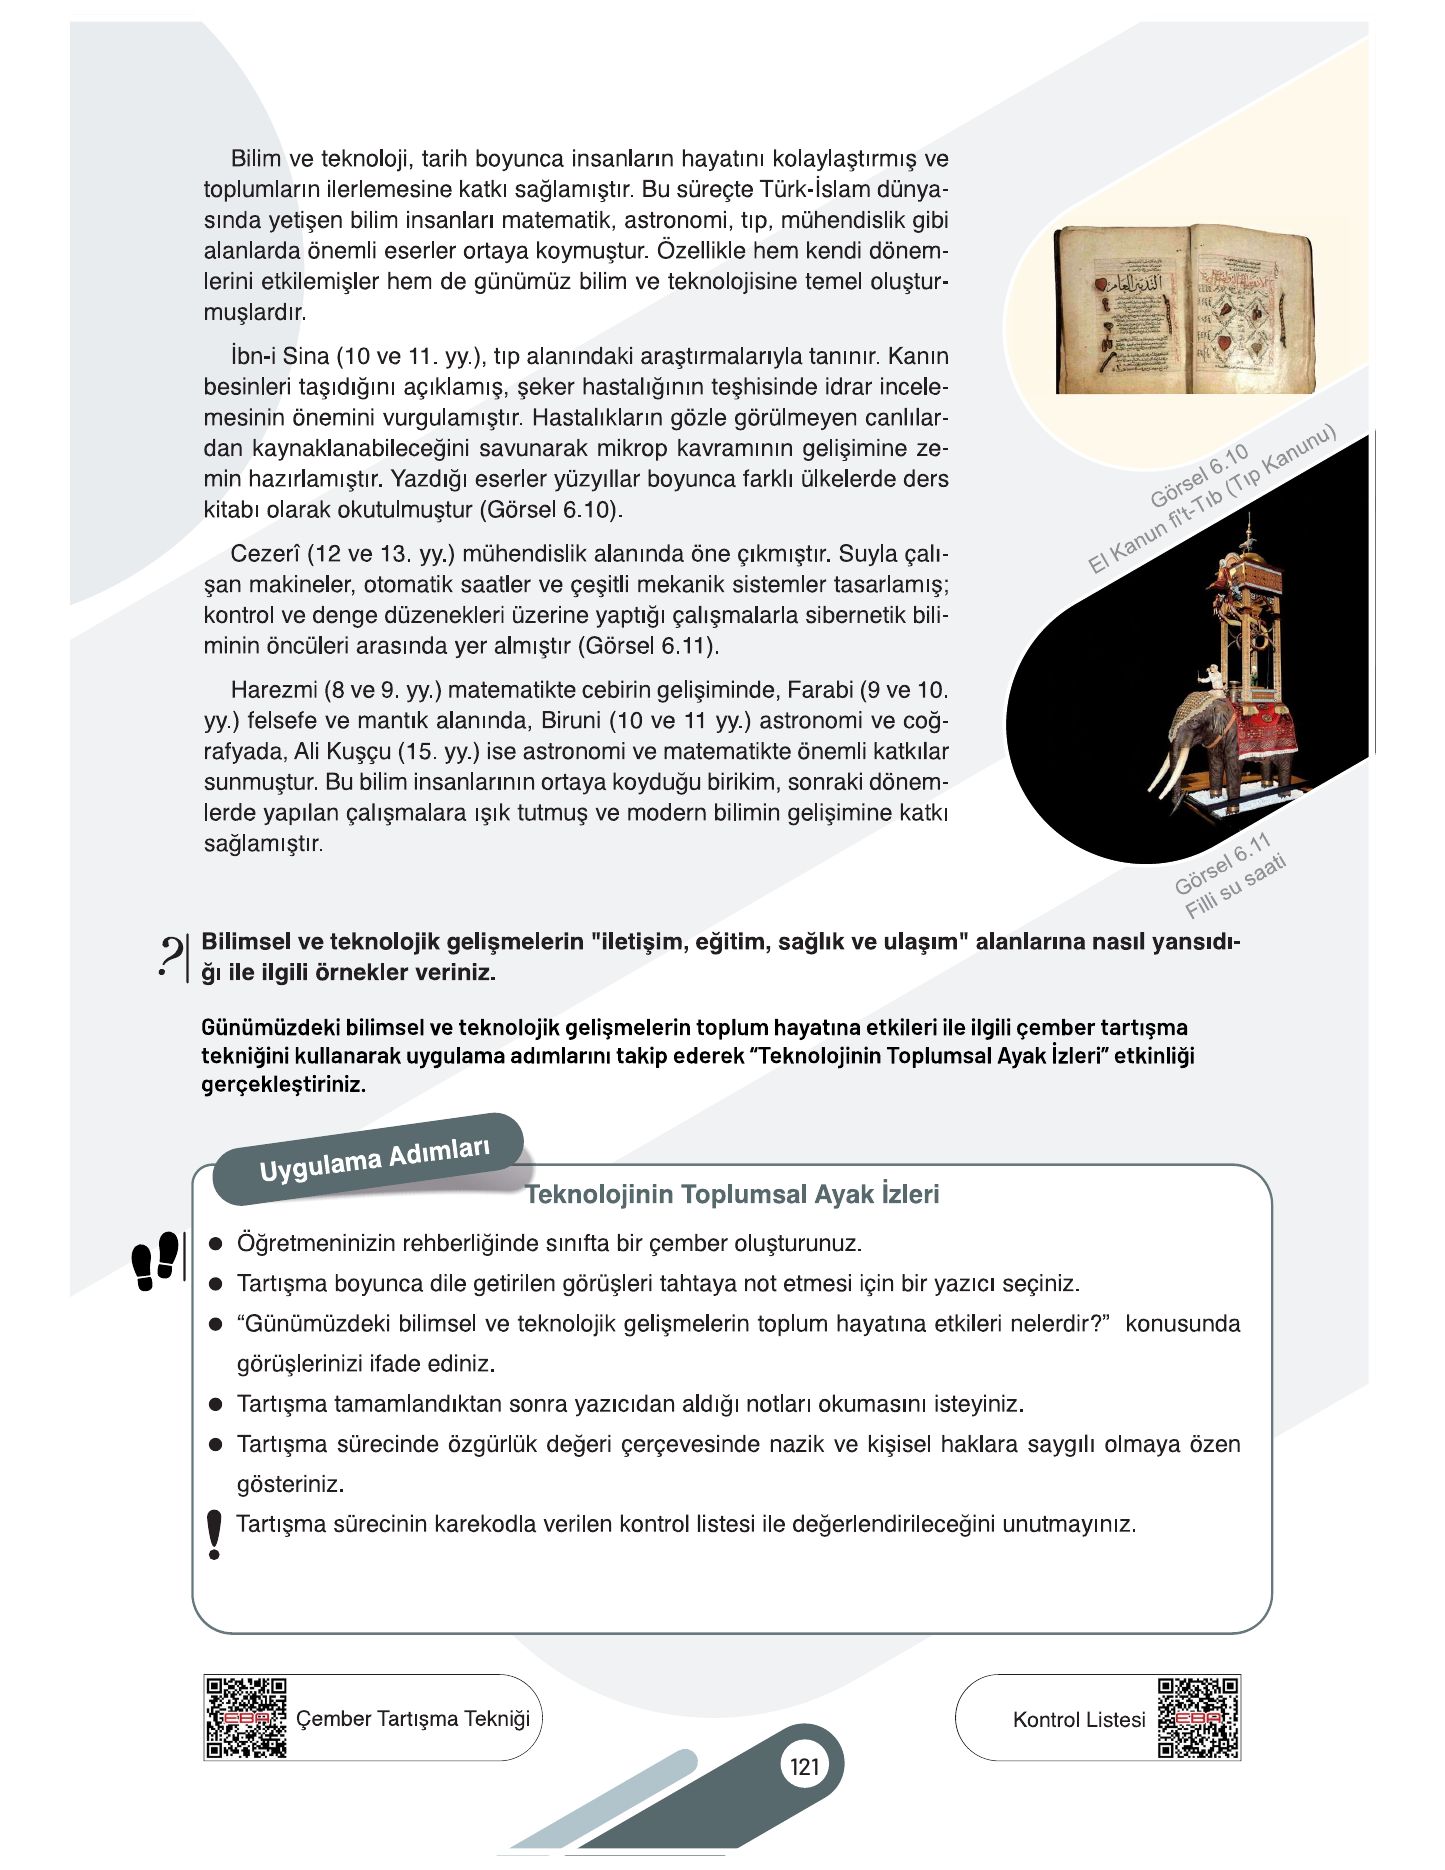 Bilim ve teknoloji, tarih boyunca insanların hayatını kolaylaştırmış ve
toplumların ilerlemesine katkı sağlamıştır. Bu süreçte Türk-İslam dünya-
sında yetişen bilim insanları matematik, astronomi, tıp, mühendislik gibi
alanlarda önemli eserler ortaya koymuştur. Özellikle hem kendi dönem-
lerini etkilemişler hem de günümüz bilim ve teknolojisine temel oluştur-
muşlardır.
İbn-i Sina (10 ve 11. yy.), tıp alanındaki araştırmalarıyla tanınır. Kanın
besinleri taşıdığını açıklamış, şeker hastalığının teşhisinde idrar incele-
mesinin önemini vurgulamıştır. Hastalıkların gözle görülmeyen canlılar-
dan kaynaklanabileceğini savunarak mikrop kavramının gelişimine ze-
min hazırlamıştır. Yazdığı eserler yüzyıllar boyunca farklı ülkelerde ders
kitabı olarak okutulmuştur (Görsel 6.10).
Cezerî (12 ve 13. yy.) mühendislik alanında öne çıkmıştır. Suyla çalı-
şan makineler, otomatik saatler ve çeşitli mekanik sistemler tasarlamış;
kontrol ve denge düzenekleri üzerine yaptığı çalışmalarla sibernetik bili-
minin öncüleri arasında yer almıştır (Görsel 6.11).
Harezmi (8 ve 9. yy.) matematikte cebirin gelişiminde, Farabi (9 ve 10.
yy.) felsefe ve mantık alanında, Biruni (10 ve 11 yy.) astronomi ve coğ-
rafyada, Ali Kuşçu (15. yy.) ise astronomi ve matematikte önemli katkılar
sunmuştur. Bu bilim insanlarının ortaya koyduğu birikim, sonraki dönem-
lerde yapılan çalışmalara ışık tutmuş ve modern bilimin gelişimine katkı
sağlamıştır.
التدبير العام
Görsel 6.10
El Kanun fi't-Tıb (Tıp Kanunu)
Görsel 6.11
Filli su saati
?
Bilimsel ve teknolojik gelişmelerin "iletişim, eğitim, sağlık ve ulaşım" alanlarına nasıl yansıdı-
ğı ile ilgili örnekler veriniz.
Günümüzdeki bilimsel ve teknolojik gelişmelerin toplum hayatına etkileri ile ilgili çember tartışma
tekniğini kullanarak uygulama adımlarını takip ederek “Teknolojinin Toplumsal Ayak İzleri” etkinliği
gerçekleştiriniz.
Uygulama Adımları
Teknolojinin Toplumsal Ayak İzleri
● Öğretmeninizin rehberliğinde sınıfta bir çember oluşturunuz.
● Tartışma boyunca dile getirilen görüşleri tahtaya not etmesi için bir yazıcı seçiniz.
● “Günümüzdeki bilimsel ve teknolojik gelişmelerin toplum hayatına etkileri nelerdir?” konusunda
görüşlerinizi ifade ediniz.
● Tartışma tamamlandıktan sonra yazıcıdan aldığı notları okumasını isteyiniz.
● Tartışma sürecinde özgürlük değeri çerçevesinde nazik ve kişisel haklara saygılı olmaya özen
gösteriniz.
! Tartışma sürecinin karekodla verilen kontrol listesi ile değerlendirileceğini unutmayınız.
EBA
Çember Tartışma Tekniği
Kontrol Listesi
EBA
121